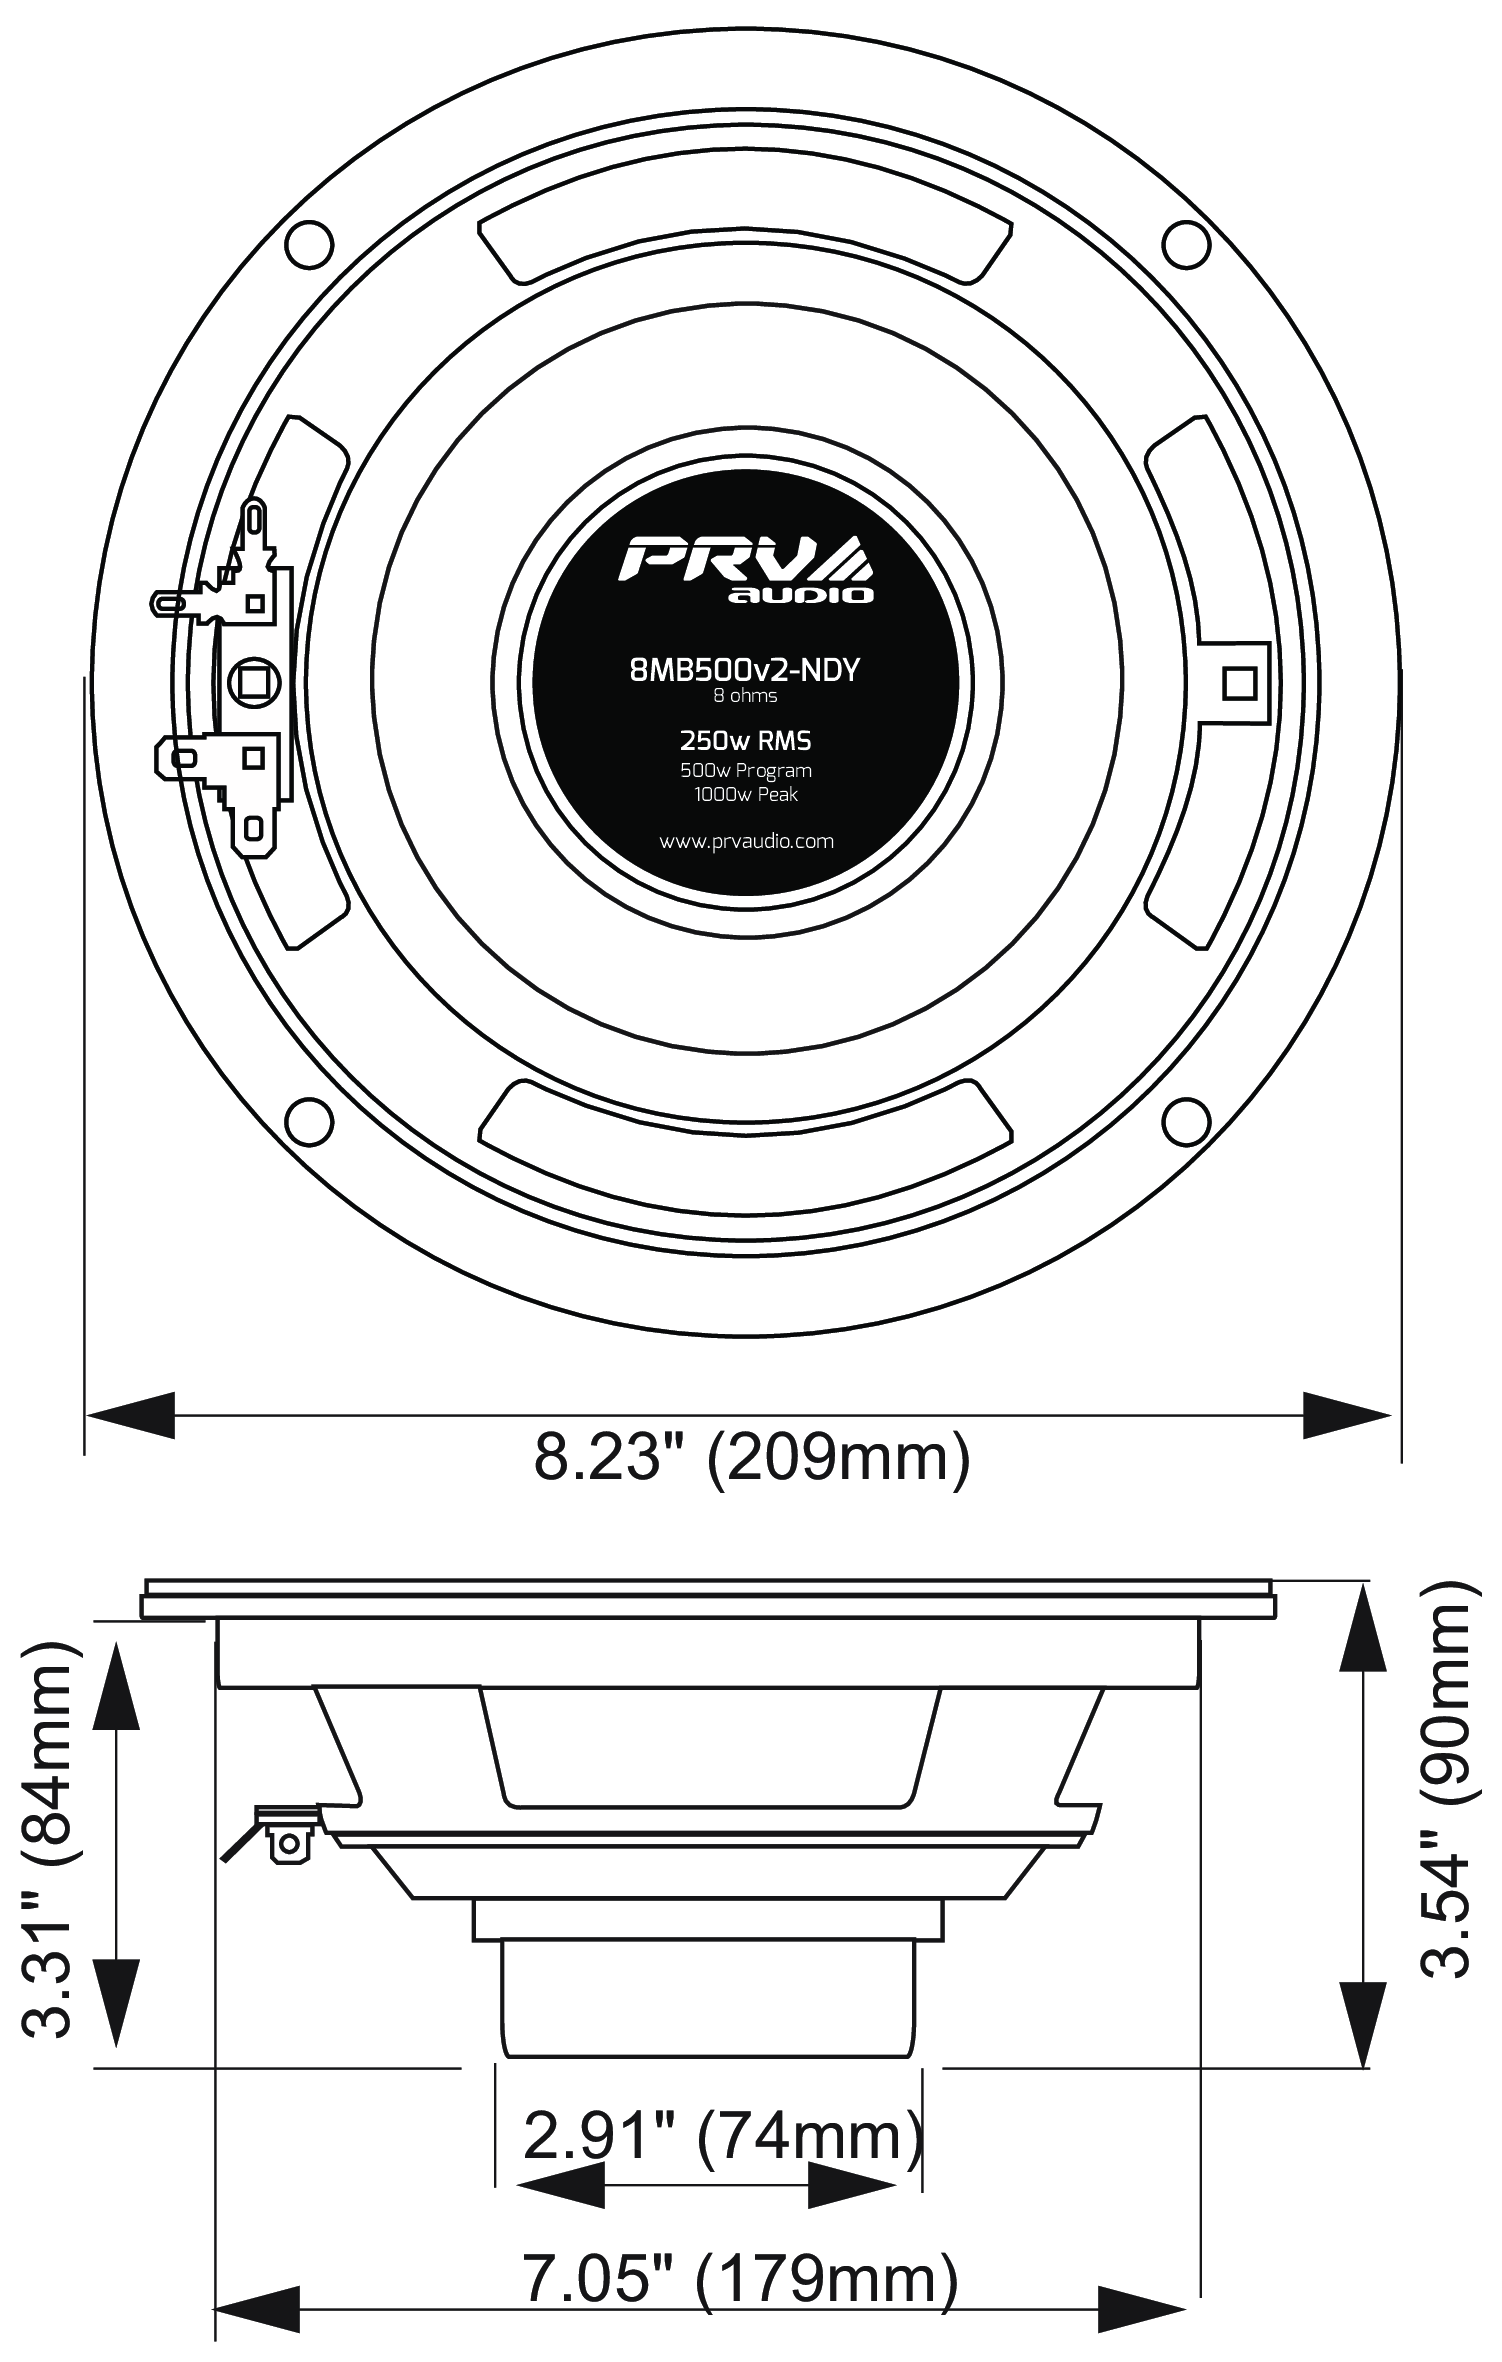 PRV
AUDIO
8MB500v2-NDY
8 ohms
250w RMS
500w Program
1000w Peak
www.prvaudio.com
8.23" (209mm)
3.31" (84mm)
3.54" (90mm)
2.91" (74mm)
7.05" (179mm)